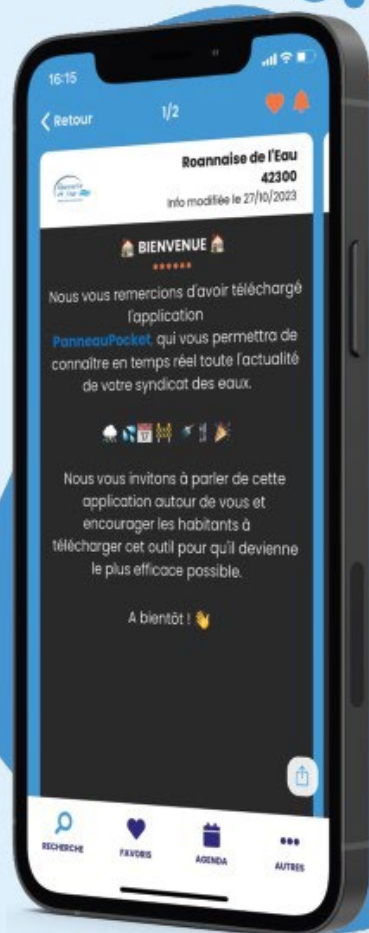 16:15
Retour
1/2
Roannaise de l'Eau
42300
Info modifiée le 27/10/2023
🏠 BIENVENUE 🏠
Nous vous remercions d'avoir téléchargé
l'application
PanneauPocket, qui vous permettra de
connaître en temps réel toute l'actualité
de votre syndicat des eaux.
Nous vous invitons à parler de cette
application autour de vous et
encourager les habitants à
télécharger cet outil pour qu'il devienne
le plus efficace possible.
A bientôt ! 👋
RECHERCHE
FAVORIS
AGENDA
AUTRES